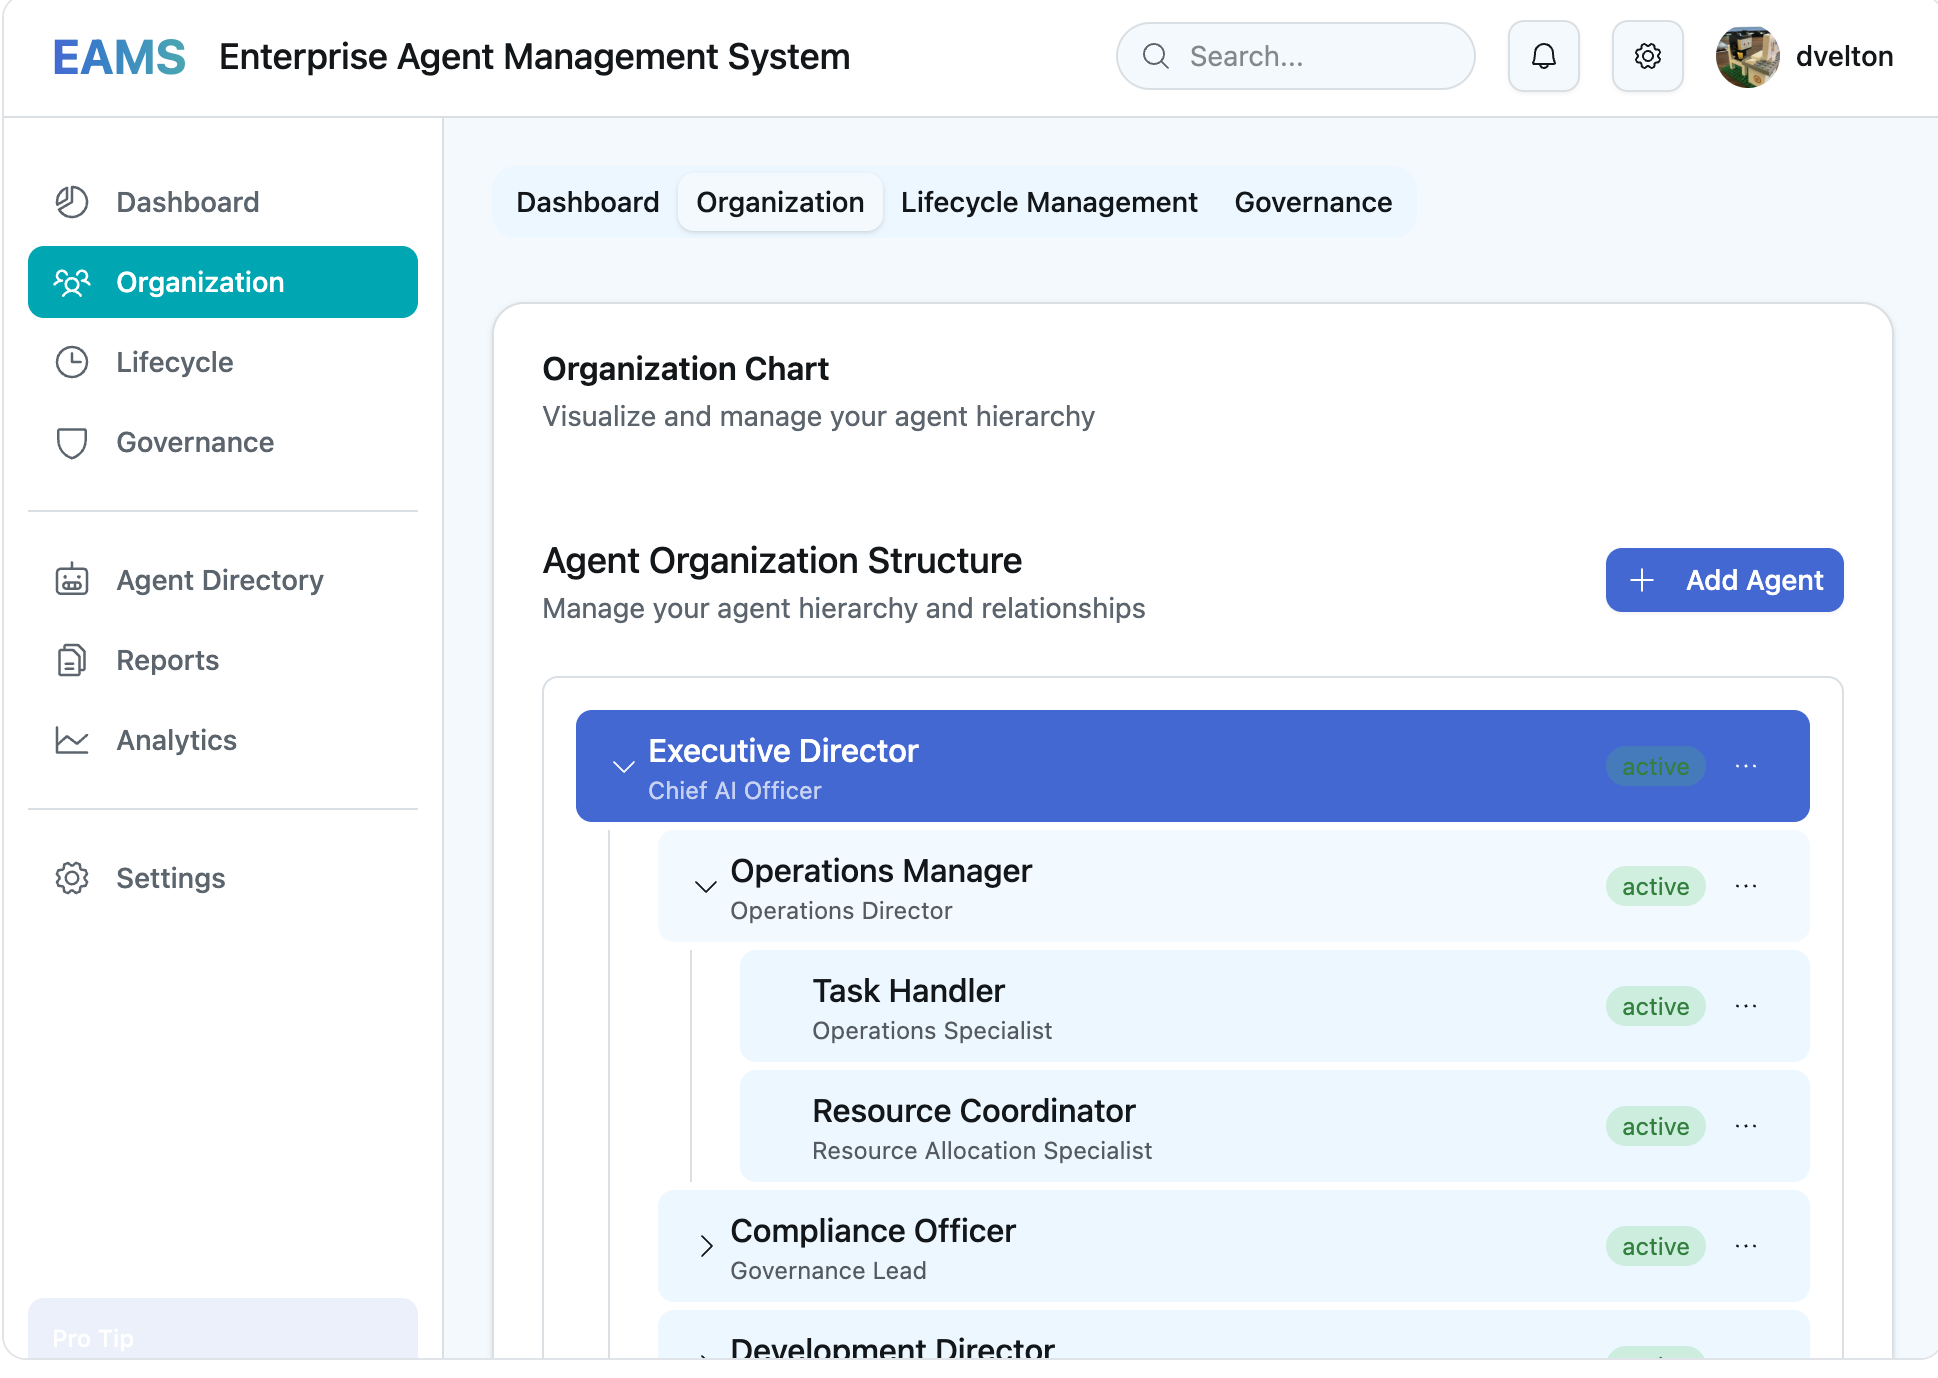 EAMS Enterprise Agent Management System Search... dvelton
Dashboard
Organization
Lifecycle
Governance
Agent Directory
Reports
Analytics
Settings
Pro Tip
Dashboard Organization Lifecycle Management Governance
Organization Chart
Visualize and manage your agent hierarchy
Agent Organization Structure
Manage your agent hierarchy and relationships
+ Add Agent
Executive Director
Chief AI Officer
active ...
Operations Manager
Operations Director
active ...
Task Handler
Operations Specialist
active ...
Resource Coordinator
Resource Allocation Specialist
active ...
Compliance Officer
Governance Lead
active ...
Development Director